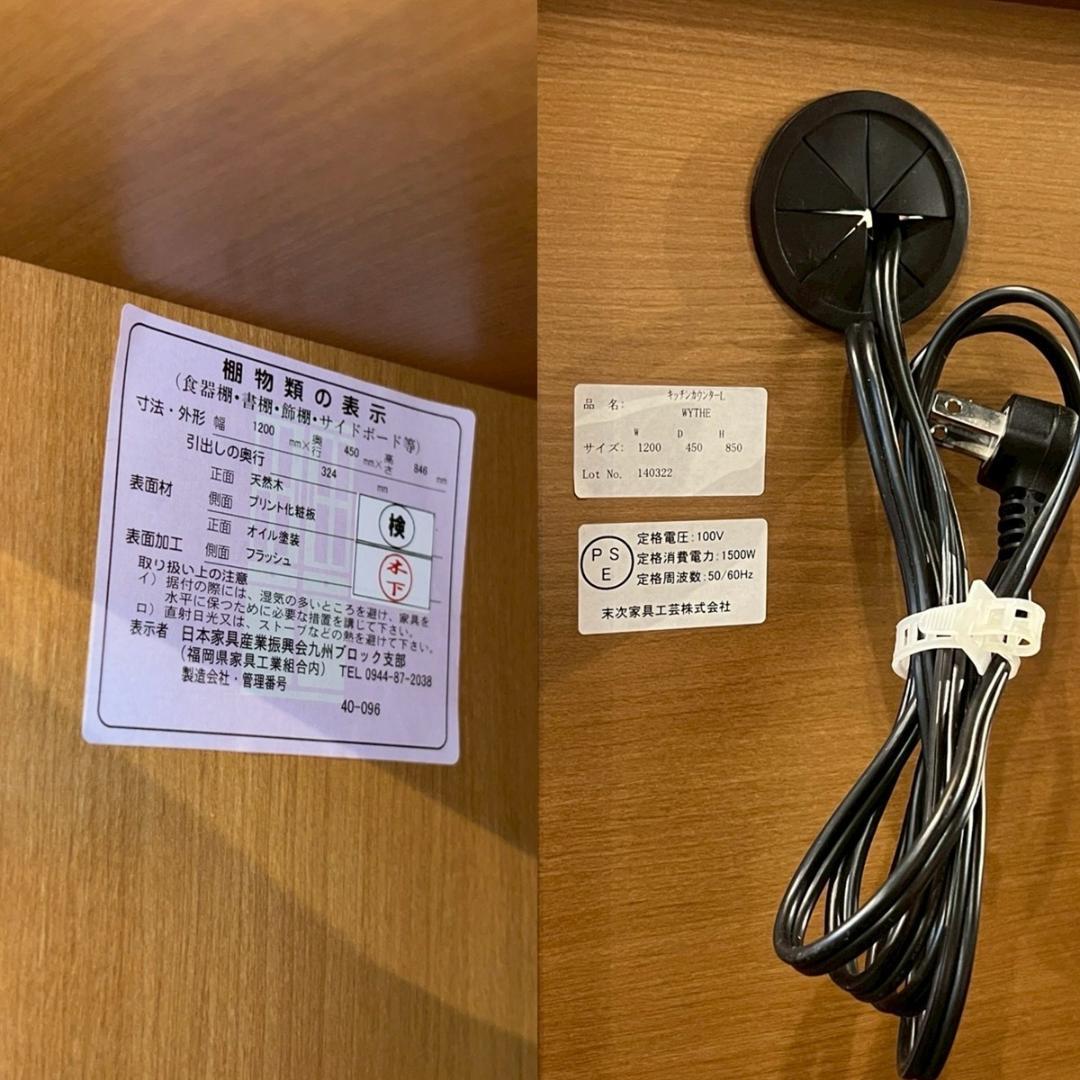 棚物類の表示
(食器棚・書棚・飾棚・サイドボード等)
寸法・外形 幅 1200 mm×奥行 450 mm×高さ 846 mm
引出しの奥行 324 mm
表面材 正面 天然木
側面 プリント化粧板
表面加工 正面 オイル塗装
側面 フラッシュ
検
木下
取り扱い上の注意
イ) 据付の際には、湿気の多いところを避け、家具を
水平に保つために必要な措置を講じて下さい。
ロ) 直射日光又は、ストーブなどの熱を避けて下さい。
表示者 日本家具産業振興会九州ブロック支部
(福岡県家具工業組合内) TEL 0944-87-2038
製造会社・管理番号
40-096
品 名: キッチンカウンターL
WYTHE
W D H
サイズ: 1200 450 850
Lot No. 140322
PS
E
定格電圧:100V
定格消費電力:1500W
定格周波数:50/60Hz
末次家具工芸株式会社